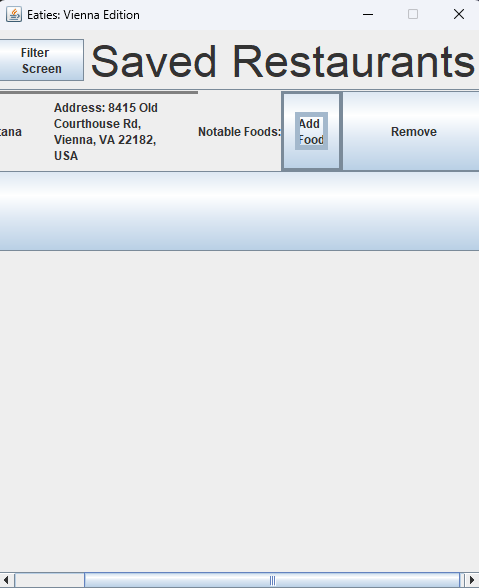 Eaties: Vienna Edition
Filter
Screen
Saved Restaurants
tana
Address: 8415 Old
Courthouse Rd,
Vienna, VA 22182,
USA
Notable Foods:
Add
Food
Remove